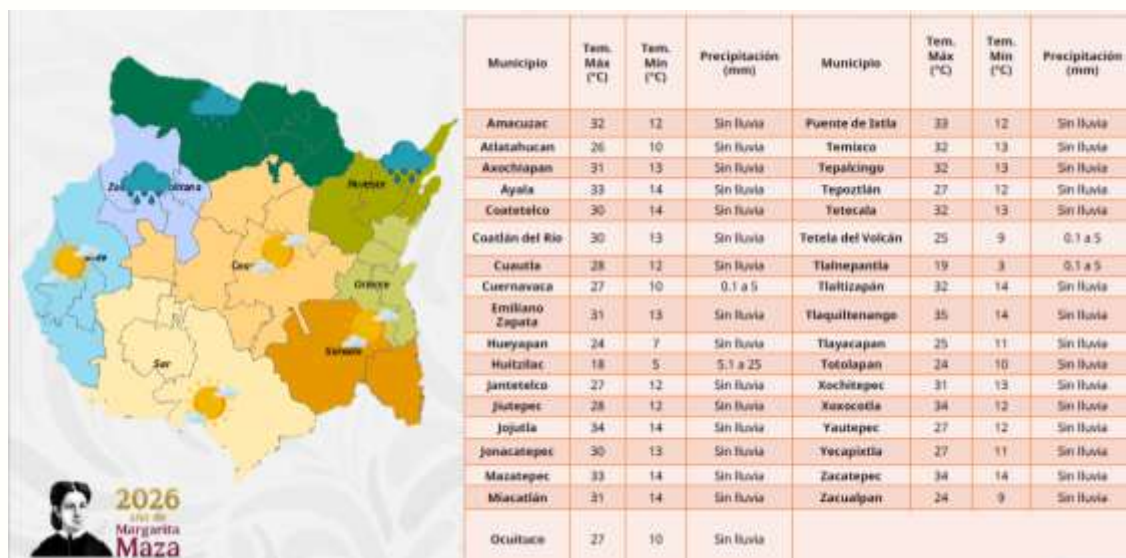 Municipio Tem. Máx (°C) Tem. Min (°C) Precipitación (mm) Municipio Tem. Máx (°C) Tem. Min (°C) Precipitación (mm)
Amacuzac 32 12 Sin lluvia Puente de Ixtla 33 12 Sin lluvia
Atlatahucan 26 10 Sin lluvia Temixco 32 13 Sin lluvia
Axochiapan 31 13 Sin lluvia Tepalcingo 32 13 Sin lluvia
Ayala 33 14 Sin lluvia Tepoztlán 27 12 Sin lluvia
Coatetelco 30 14 Sin lluvia Tetecala 32 13 Sin lluvia
Coatlán del Río 30 13 Sin lluvia Tetela del Volcán 25 9 0.1 a 5
Cuautla 28 12 Sin lluvia Tlalnepantla 19 3 0.1 a 5
Cuernavaca 27 10 0.1 a 5 Tlaltizapán 32 14 Sin lluvia
Emiliano Zapata 31 13 Sin lluvia Tlaquiltenango 35 14 Sin lluvia
Hueyapan 24 7 Sin lluvia Tlayacapan 25 11 Sin lluvia
Huitzilac 18 5 5.1 a 25 Totolapan 24 10 Sin lluvia
Jantetelco 27 12 Sin lluvia Xochitepec 31 13 Sin lluvia
Jiutepec 28 12 Sin lluvia Xoxocotla 34 12 Sin lluvia
Jojutla 34 14 Sin lluvia Yautepec 27 12 Sin lluvia
Jonacatepec 30 13 Sin lluvia Yecapixtla 27 11 Sin lluvia
Mazatepec 33 14 Sin lluvia Zacatepec 34 14 Sin lluvia
Miacatlán 31 14 Sin lluvia Zacualpan 24 9 Sin lluvia
Ocuituco 27 10 Sin lluvia
Oriente
Sur
2026
año de
Margarita
Maza